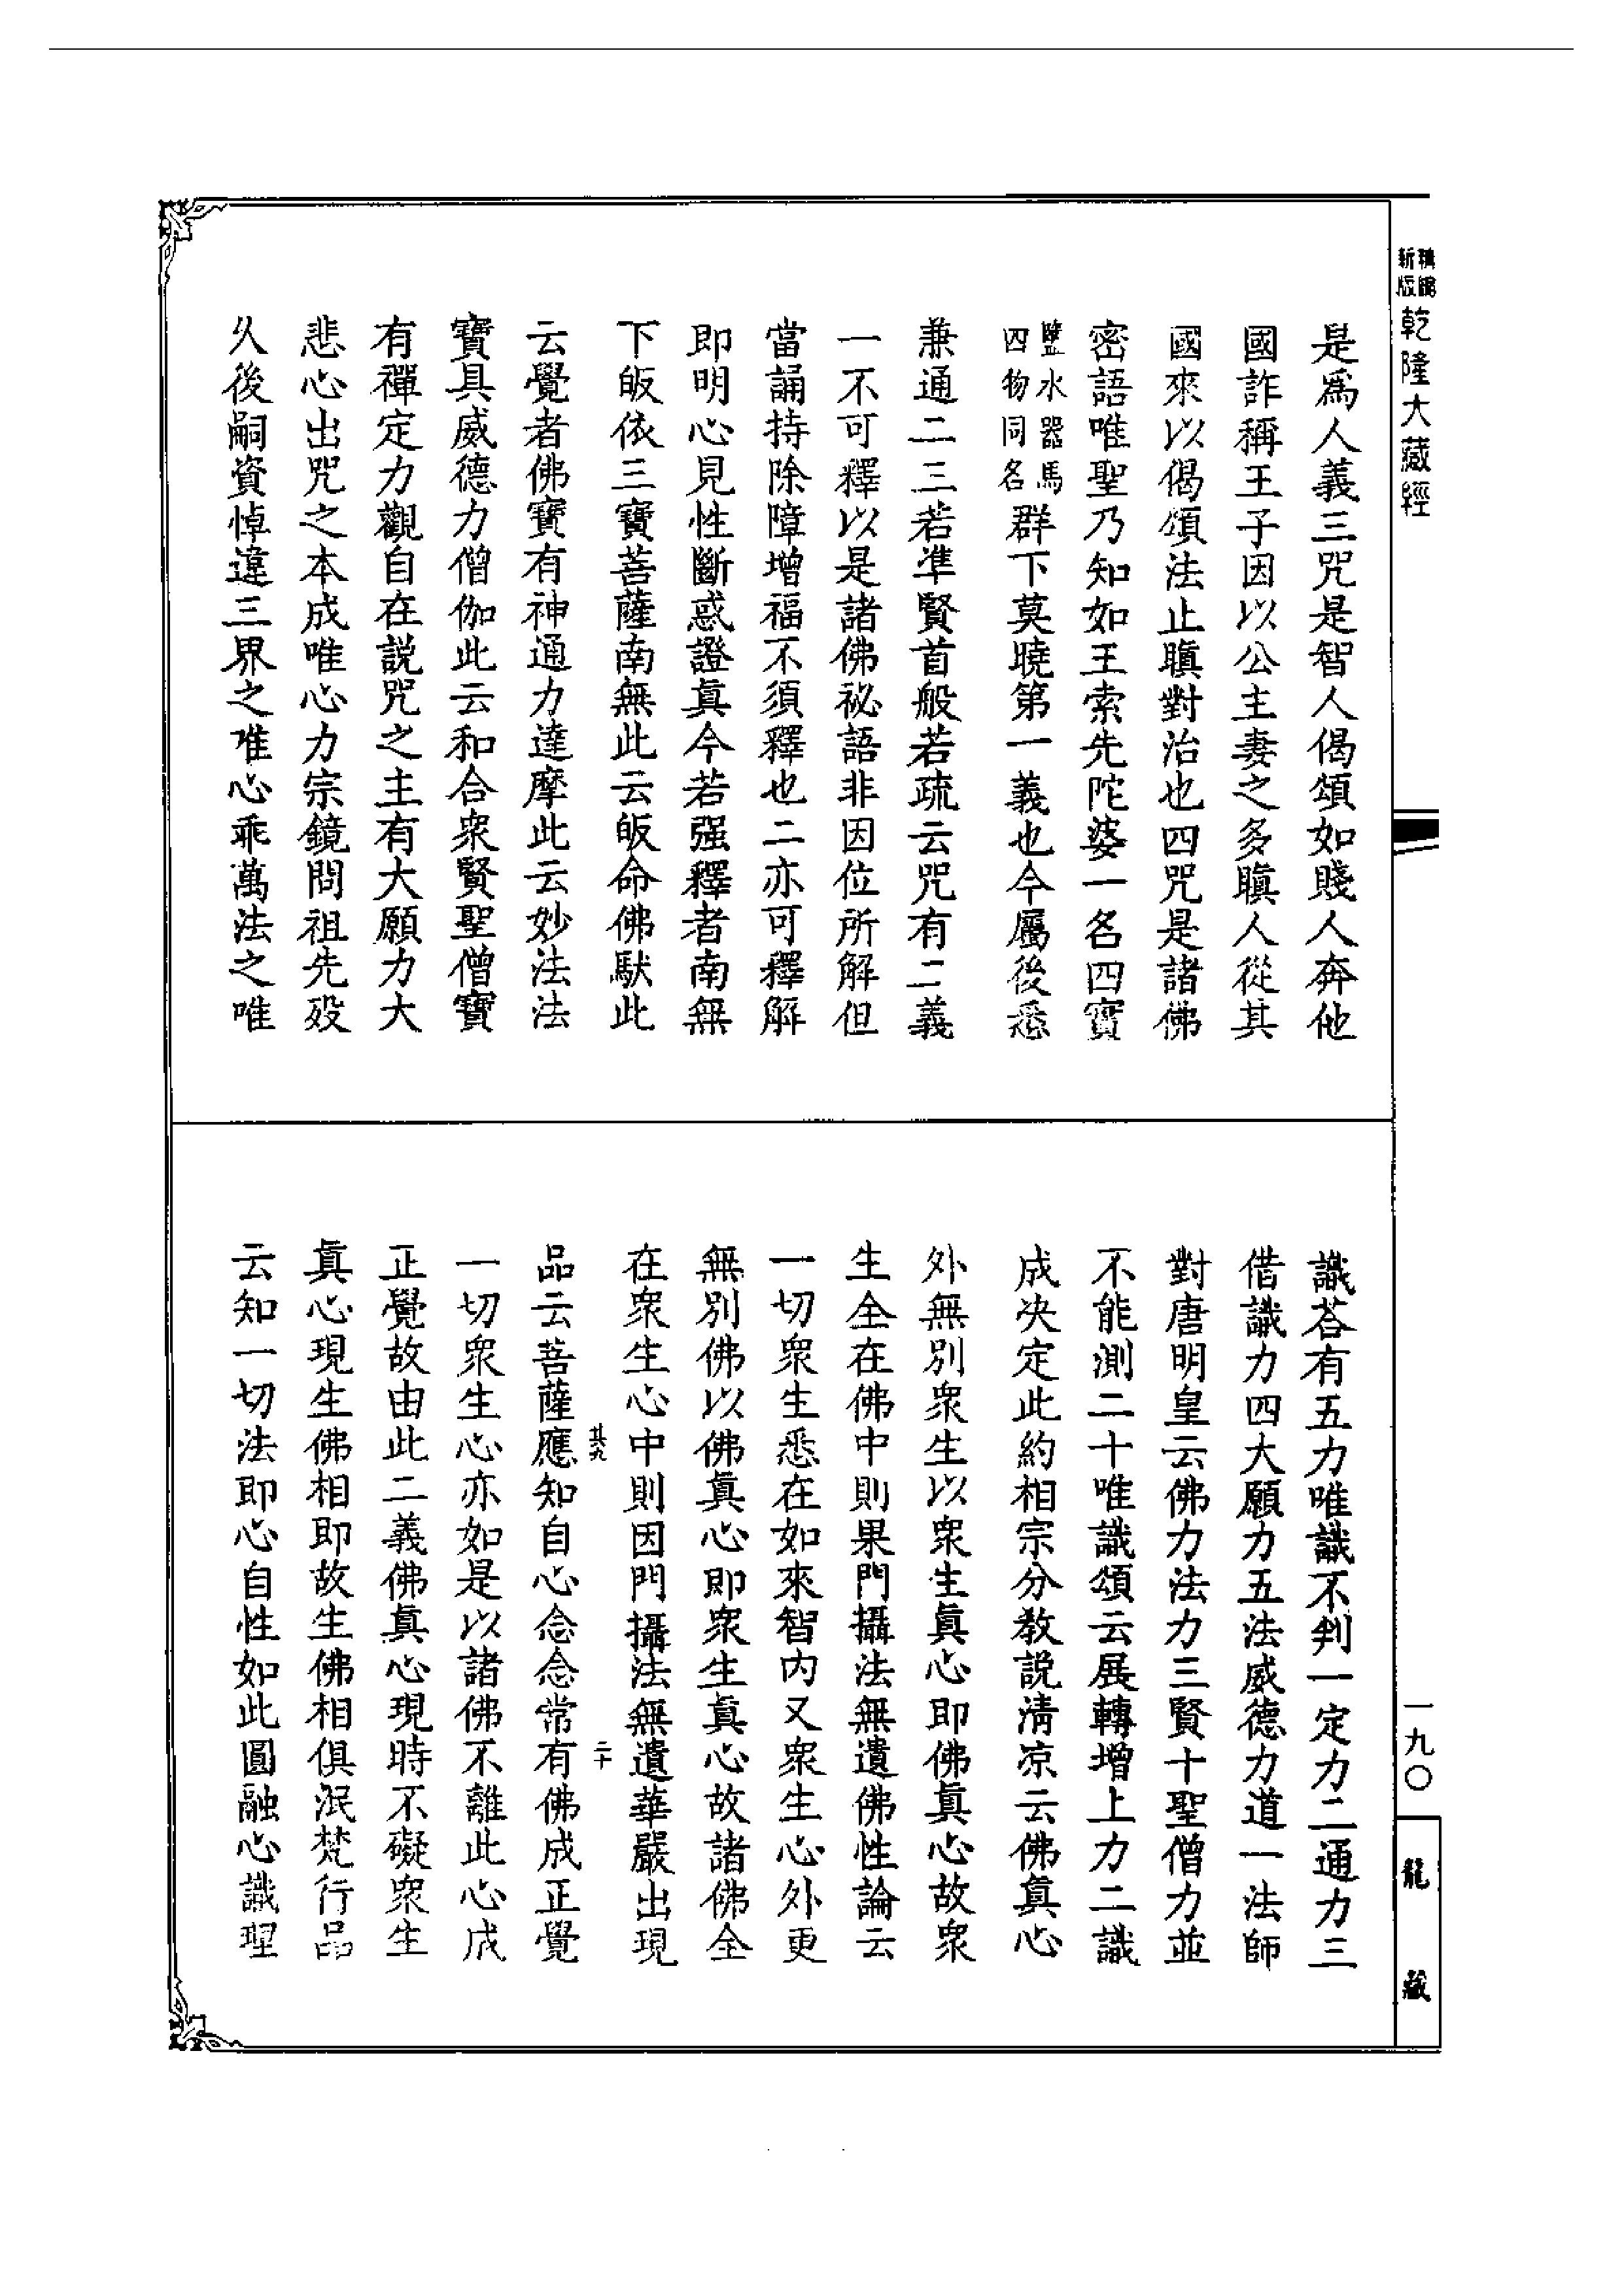 新版
精縮
乾隆大藏經
是爲人義三咒是智人偈頌如賤人奔他
國詐稱王子因以公主妻之多瞋人從其
國來以偈頌法止瞋對治也四咒是諸佛
密語唯聖乃知如王索先陀婆一名四寶
鹽水器馬
四物同名
群下莫曉第一義也今屬後悉
兼通二三若準賢首般若疏云咒有二義
一不可釋以是諸佛祕語非因位所解但
當誦持除障增福不須釋也二亦可釋解
即明心見性斷惑證眞今若强釋者南無
下皈依三寶菩薩南無此云皈命佛馱此
云覺者佛寶有神通力達摩此云妙法法
寶具威德力僧伽此云和合衆賢聖僧寶
有禪定力觀自在說咒之主有大願力大
悲心出咒之本成唯心力宗鏡問祖先歿
久後嗣資悼違三界之唯心乖萬法之唯
識荅有五力唯識不判一定力二通力三
借識力四大願力五法威德力道一法師
對唐明皇云佛力法力三賢十聖僧力並
不能測二十唯識頌云展轉增上力二識
成決定此約相宗分教說淸凉云佛眞心
外無別衆生以衆生眞心即佛眞心故衆
生全在佛中則果門攝法無遺佛性論云
一切衆生悉在如來智內又衆生心外更
無別佛以佛眞心即衆生眞心故諸佛全
在衆生心中則因門攝法無遺華嚴出現
其九
二十
品云菩薩應知自心念念常有佛成正覺
一切衆生心亦如是以諸佛不離此心成
正覺故由此二義佛眞心現時不礙衆生
眞心現生佛相即故生佛相俱泯梵行品
云知一切法即心自性如此圓融心識理
一九〇
龍藏